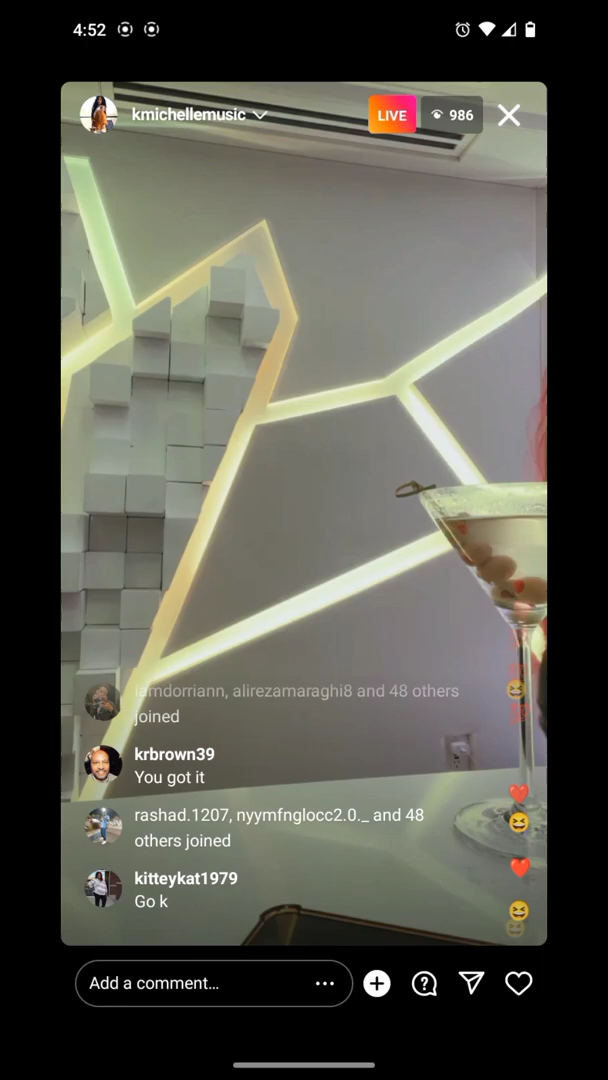 4:52
kmichellemusic
LIVE
986
iamdorriann, alirezamaraghi8 and 48 others
joined
krbrown39
You got it
rashad.1207, nyymfnglocc2.0._ and 48
others joined
kitteykat1979
Go k
Add a comment…